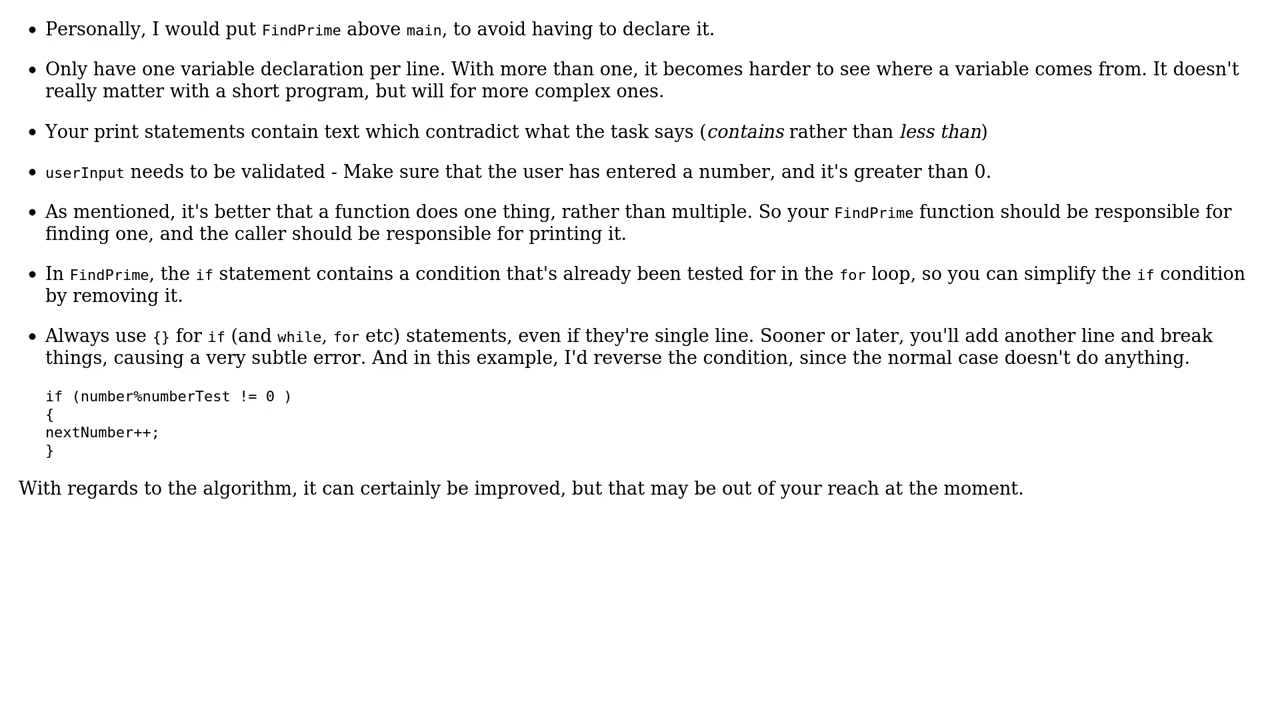 • Personally, I would put FindPrime above main, to avoid having to declare it.
• Only have one variable declaration per line. With more than one, it becomes harder to see where a variable comes from. It doesn't
really matter with a short program, but will for more complex ones.
• Your print statements contain text which contradict what the task says (contains rather than less than)
• userInput needs to be validated - Make sure that the user has entered a number, and it's greater than 0.
• As mentioned, it's better that a function does one thing, rather than multiple. So your FindPrime function should be responsible for
finding one, and the caller should be responsible for printing it.
• In FindPrime, the if statement contains a condition that's already been tested for in the for loop, so you can simplify the if condition
by removing it.
• Always use {} for if (and while, for etc) statements, even if they're single line. Sooner or later, you'll add another line and break
things, causing a very subtle error. And in this example, I'd reverse the condition, since the normal case doesn't do anything.
if (number%numberTest != 0 )
{
nextNumber++;
}
With regards to the algorithm, it can certainly be improved, but that may be out of your reach at the moment.